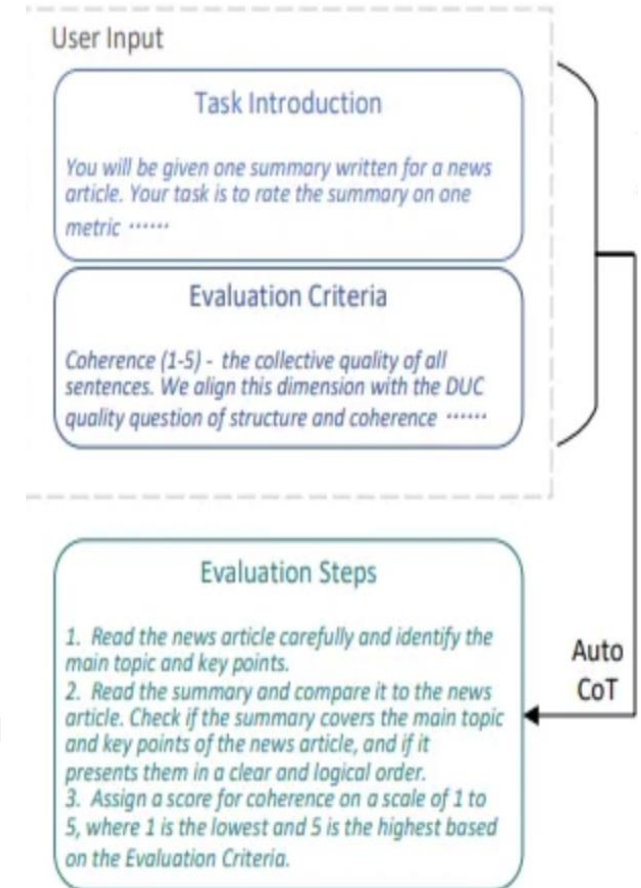 User Input
Task Introduction
You will be given one summary written for a news
article. Your task is to rate the summary on one
metric ······
Evaluation Criteria
Coherence (1-5) - the collective quality of all
sentences. We align this dimension with the DUC
quality question of structure and coherence ······
Evaluation Steps
1. Read the news article carefully and identify the
main topic and key points.
2. Read the summary and compare it to the news
article. Check if the summary covers the main topic
and key points of the news article, and if it
presents them in a clear and logical order.
3. Assign a score for coherence on a scale of 1 to
5, where 1 is the lowest and 5 is the highest based
on the Evaluation Criteria.
Auto
CoT